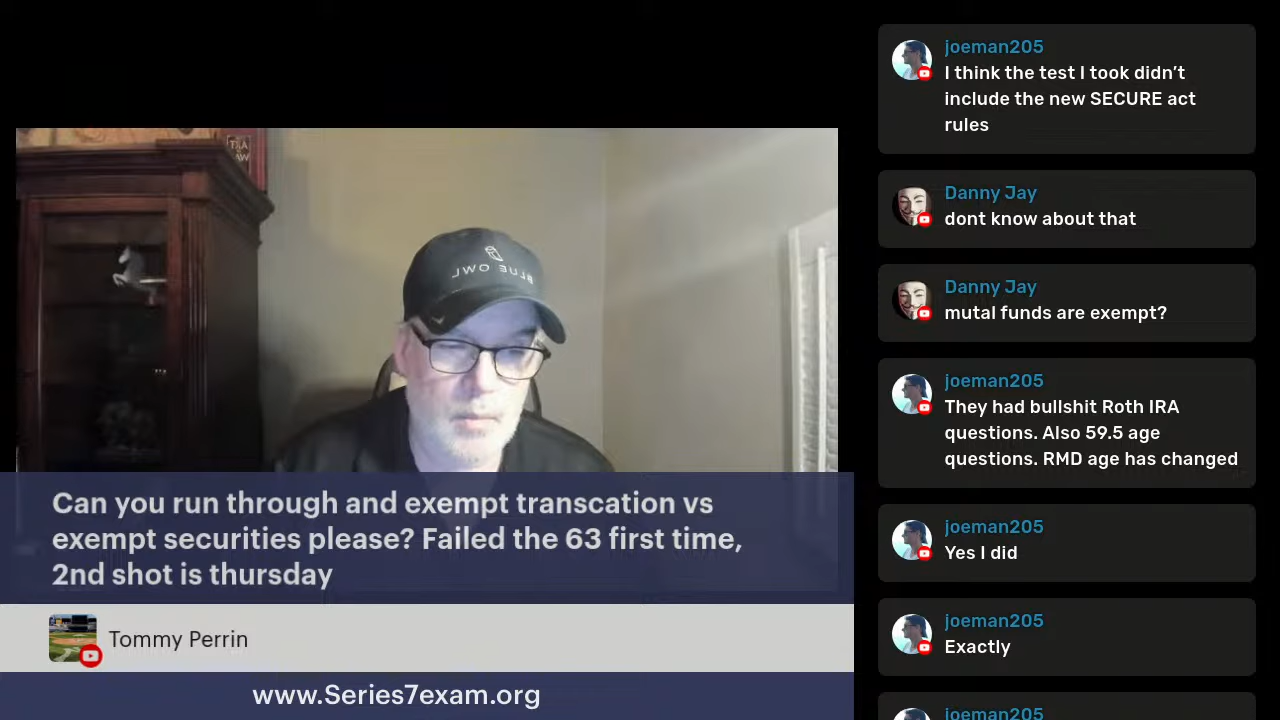 BLUE OWL
Can you run through and exempt transcation vs
exempt securities please? Failed the 63 first time,
2nd shot is thursday
Tommy Perrin
www.Series7exam.org
joeman205
I think the test I took didn’t
include the new SECURE act
rules
Danny Jay
dont know about that
Danny Jay
mutal funds are exempt?
joeman205
They had bullshit Roth IRA
questions. Also 59.5 age
questions. RMD age has changed
joeman205
Yes I did
joeman205
Exactly
joeman205